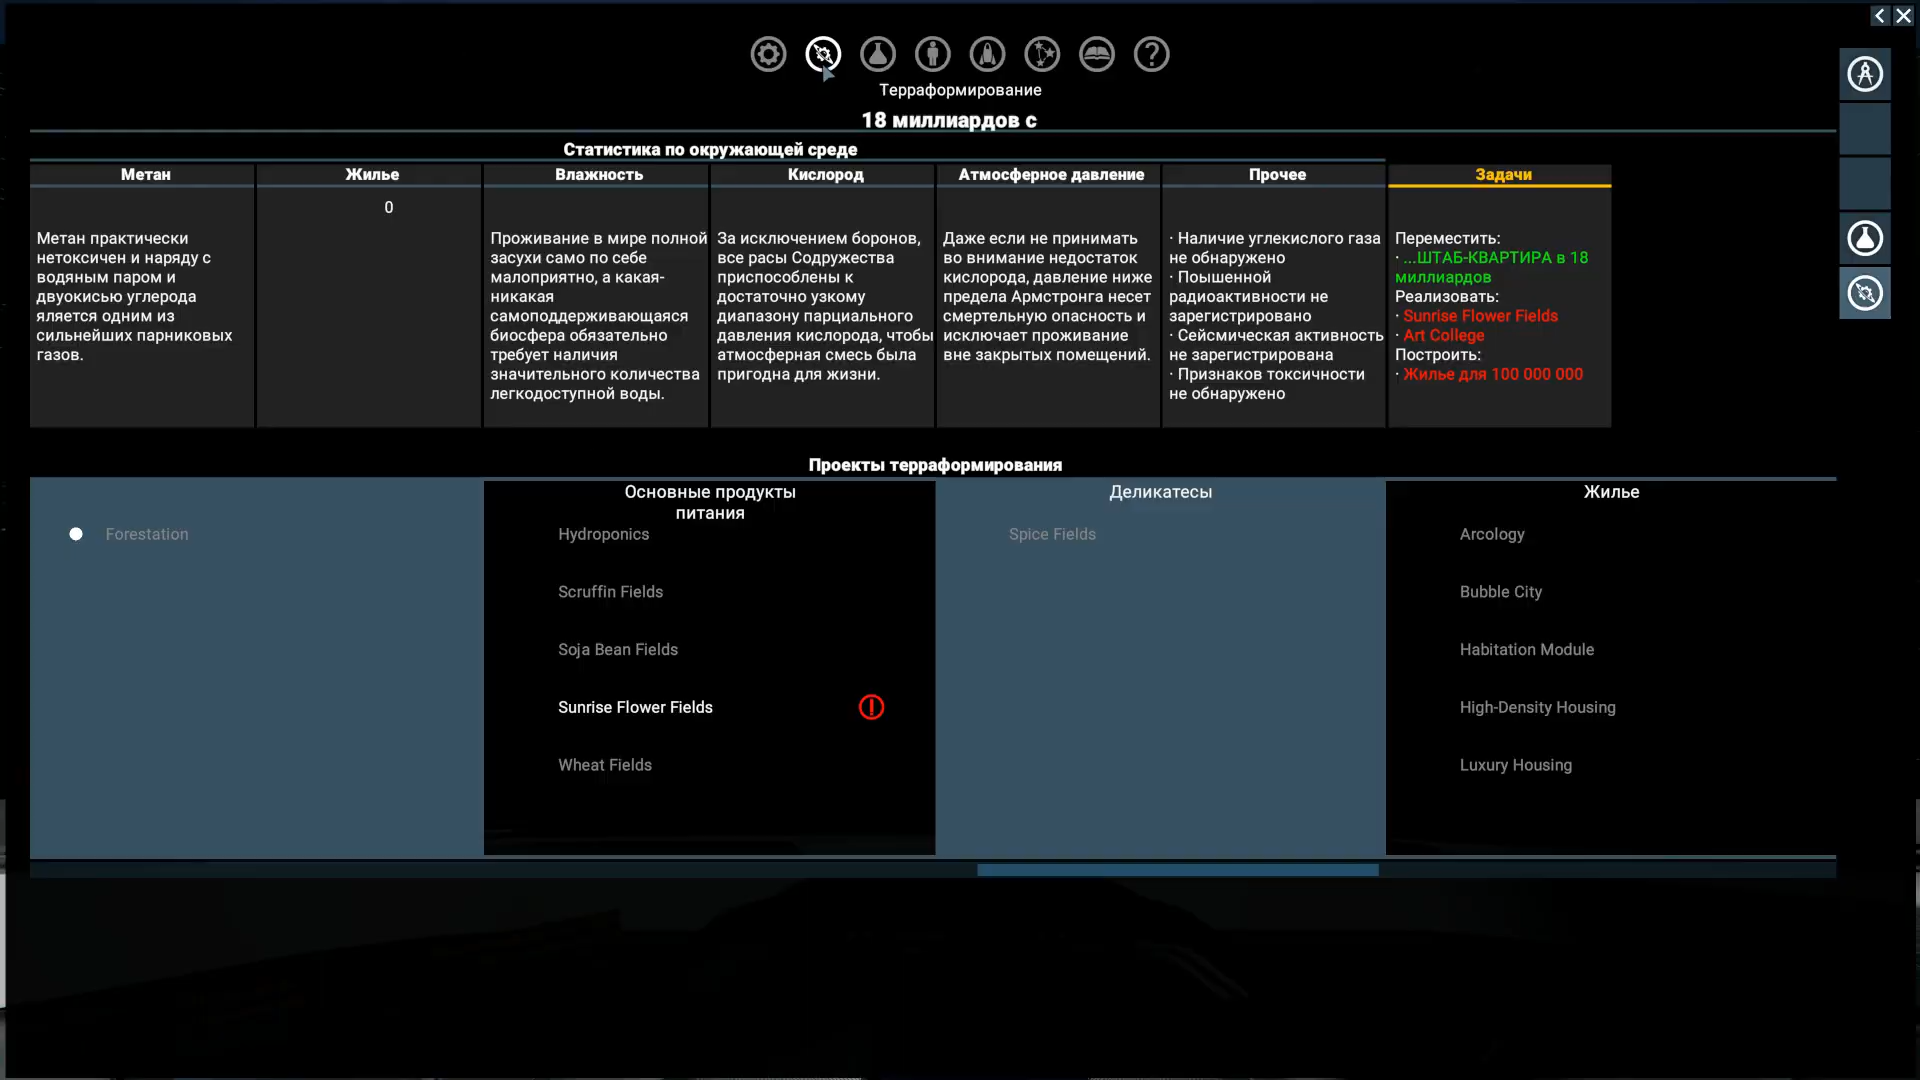 Терраформирование
18 миллиардов с
Статистика по окружающей среде
Метан
Жилье
Влажность
Кислород
Атмосферное давление
Прочее
Задачи
Метан практически
нетоксичен и наряду с
водяным паром и
двуокисью углерода
яляется одним из
сильнейших парниковых
газов.
0
Проживание в мире полной
засухи само по себе
малоприятно, а какая-
никакая
самоподдерживающаяся
биосфера обязательно
требует наличия
значительного количества
легкодоступной воды.
За исключением боронов,
все расы Содружества
приспособлены к
достаточно узкому
диапазону парциального
давления кислорода, чтобы
атмосферная смесь была
пригодна для жизни.
Даже если не принимать
во внимание недостаток
кислорода, давление ниже
предела Армстронга несет
смертельную опасность и
исключает проживание
вне закрытых помещений.
· Наличие углекислого газа
не обнаружено
· Поышенной
радиоактивности не
зарегистрировано
· Сейсмическая активность
не зарегистрирована
· Признаков токсичности
не обнаружено
Переместить:
· ...ШТАБ-КВАРТИРА в 18
миллиардов
Реализовать:
· Sunrise Flower Fields
· Art College
Построить:
· Жилье для 100 000 000
Проекты терраформирования
Forestation
Основные продукты
питания
Hydroponics
Scruffin Fields
Soja Bean Fields
Sunrise Flower Fields
Wheat Fields
Деликатесы
Spice Fields
Жилье
Arcology
Bubble City
Habitation Module
High-Density Housing
Luxury Housing